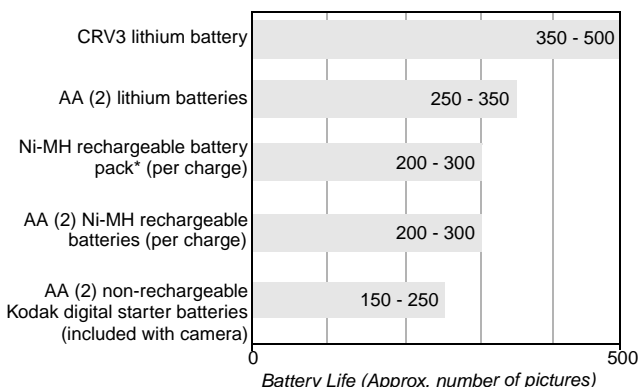 CRV3 lithium battery
350 - 500
AA (2) lithium batteries
250 - 350
Ni-MH rechargeable battery
pack* (per charge)
200 - 300
AA (2) Ni-MH rechargeable
batteries (per charge)
200 - 300
AA (2) non-rechargeable
Kodak digital starter batteries
(included with camera)
150 - 250
0
500
Battery Life (Approx. number of pictures)